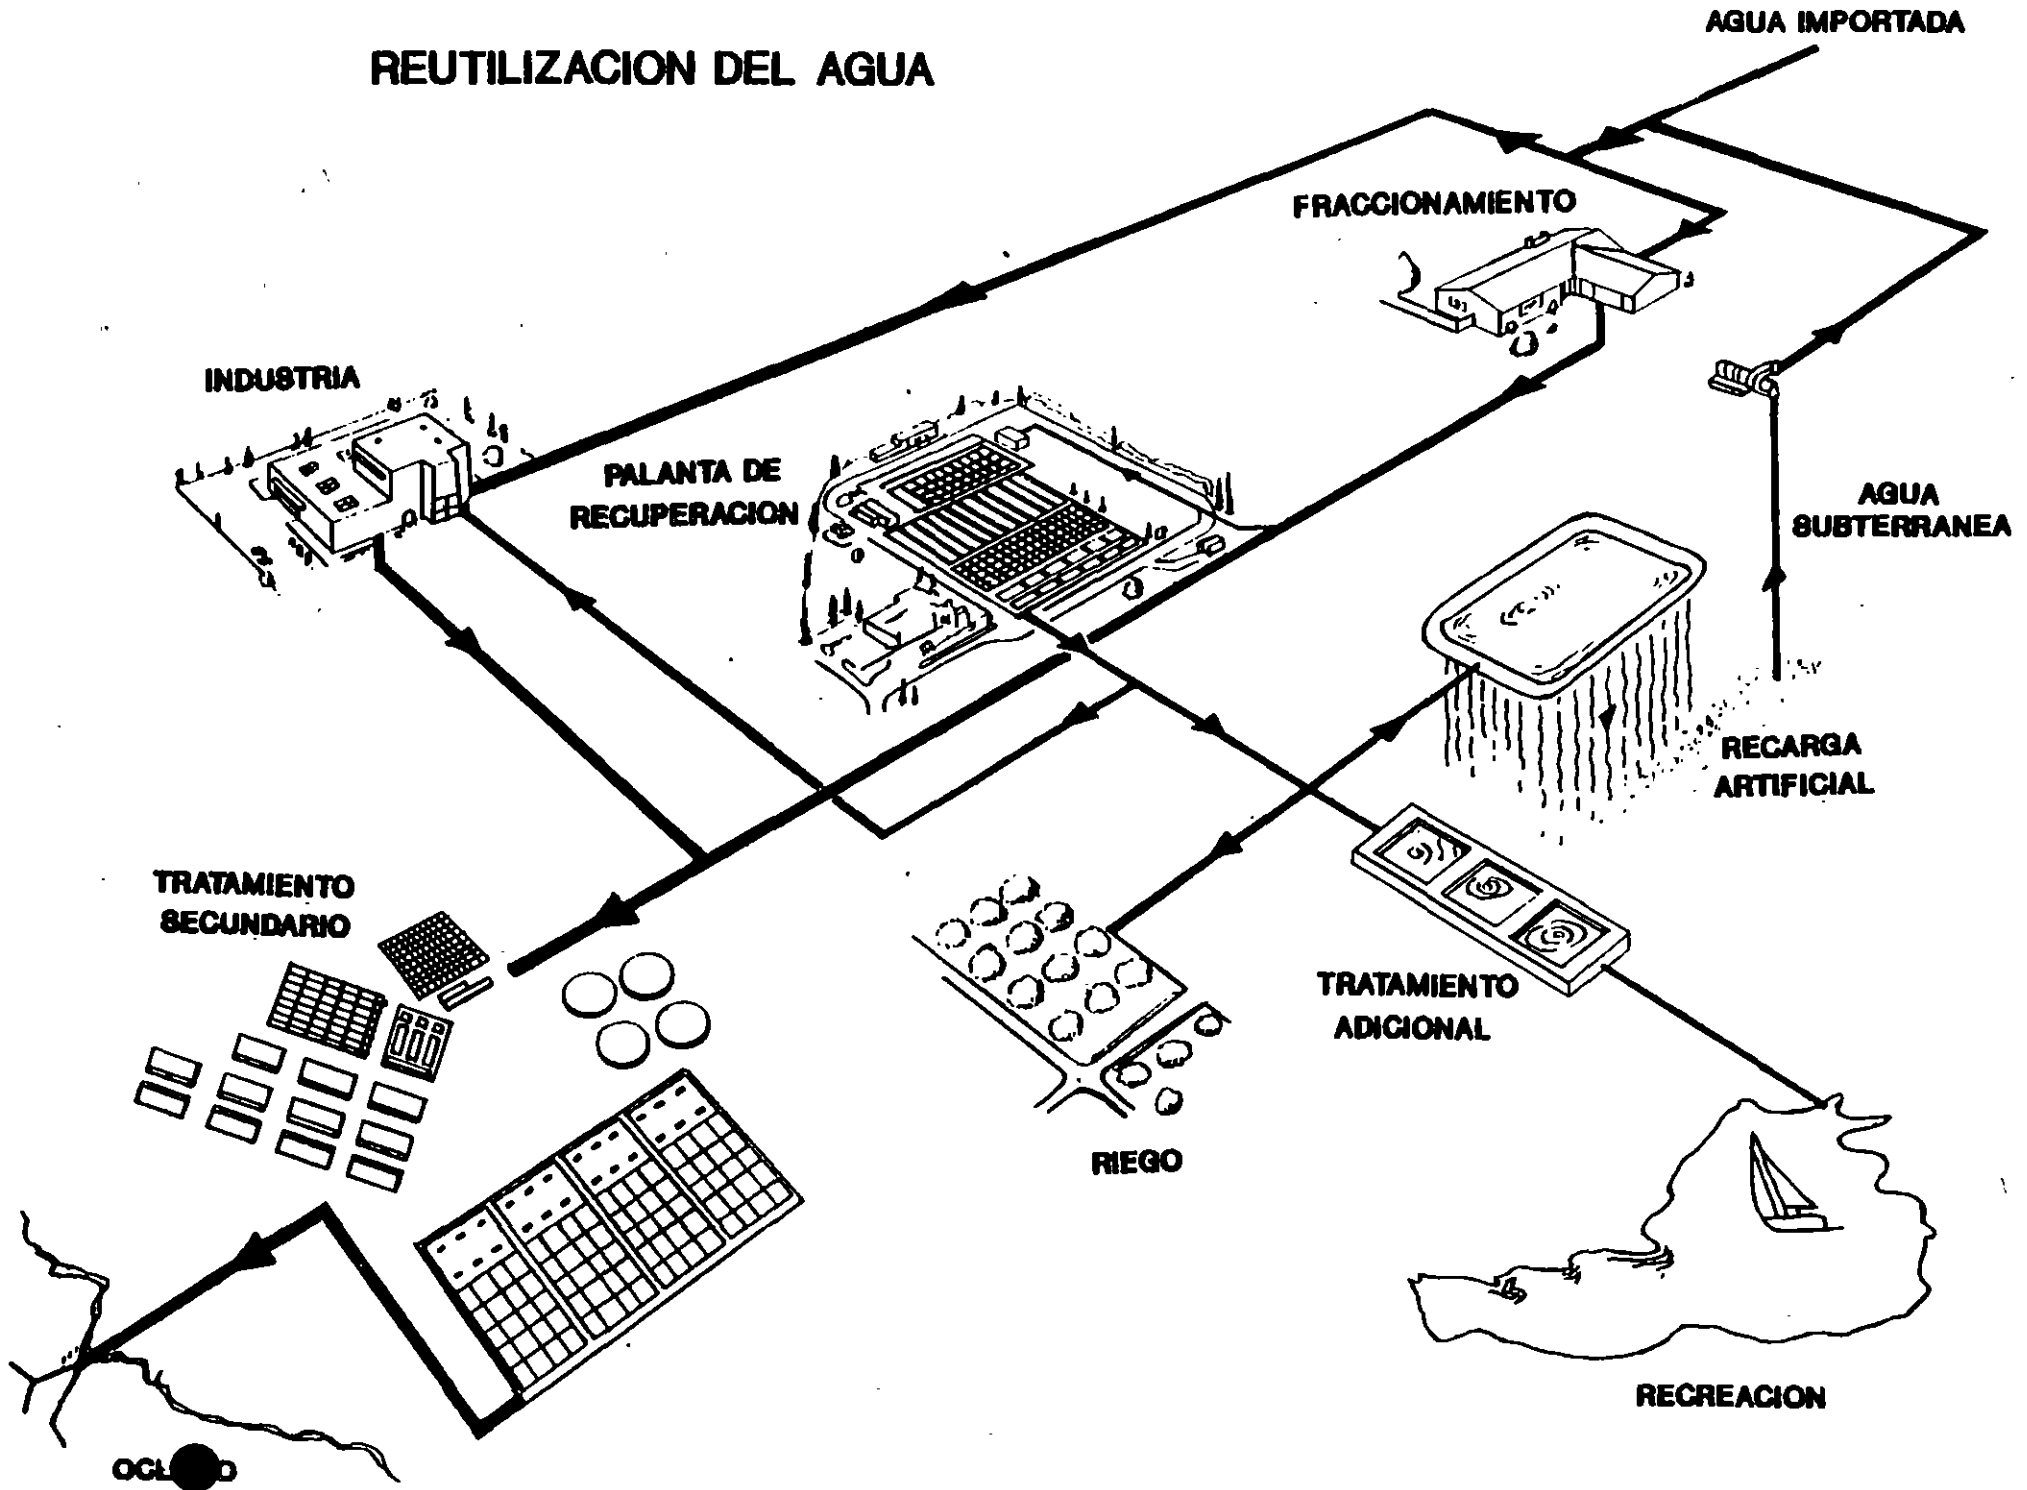 AGUA IMPORTADA
REUTILIZACION DEL AGUA
FRACCIONAMIENTO
INDUSTRIA
PALANTA DE
RECUPERACION
AGUA
SUBTERRANEA
RECARGA
ARTIFICIAL
TRATAMIENTO
SECUNDARIO
TRATAMIENTO
ADICIONAL
RIEGO
RECREACION